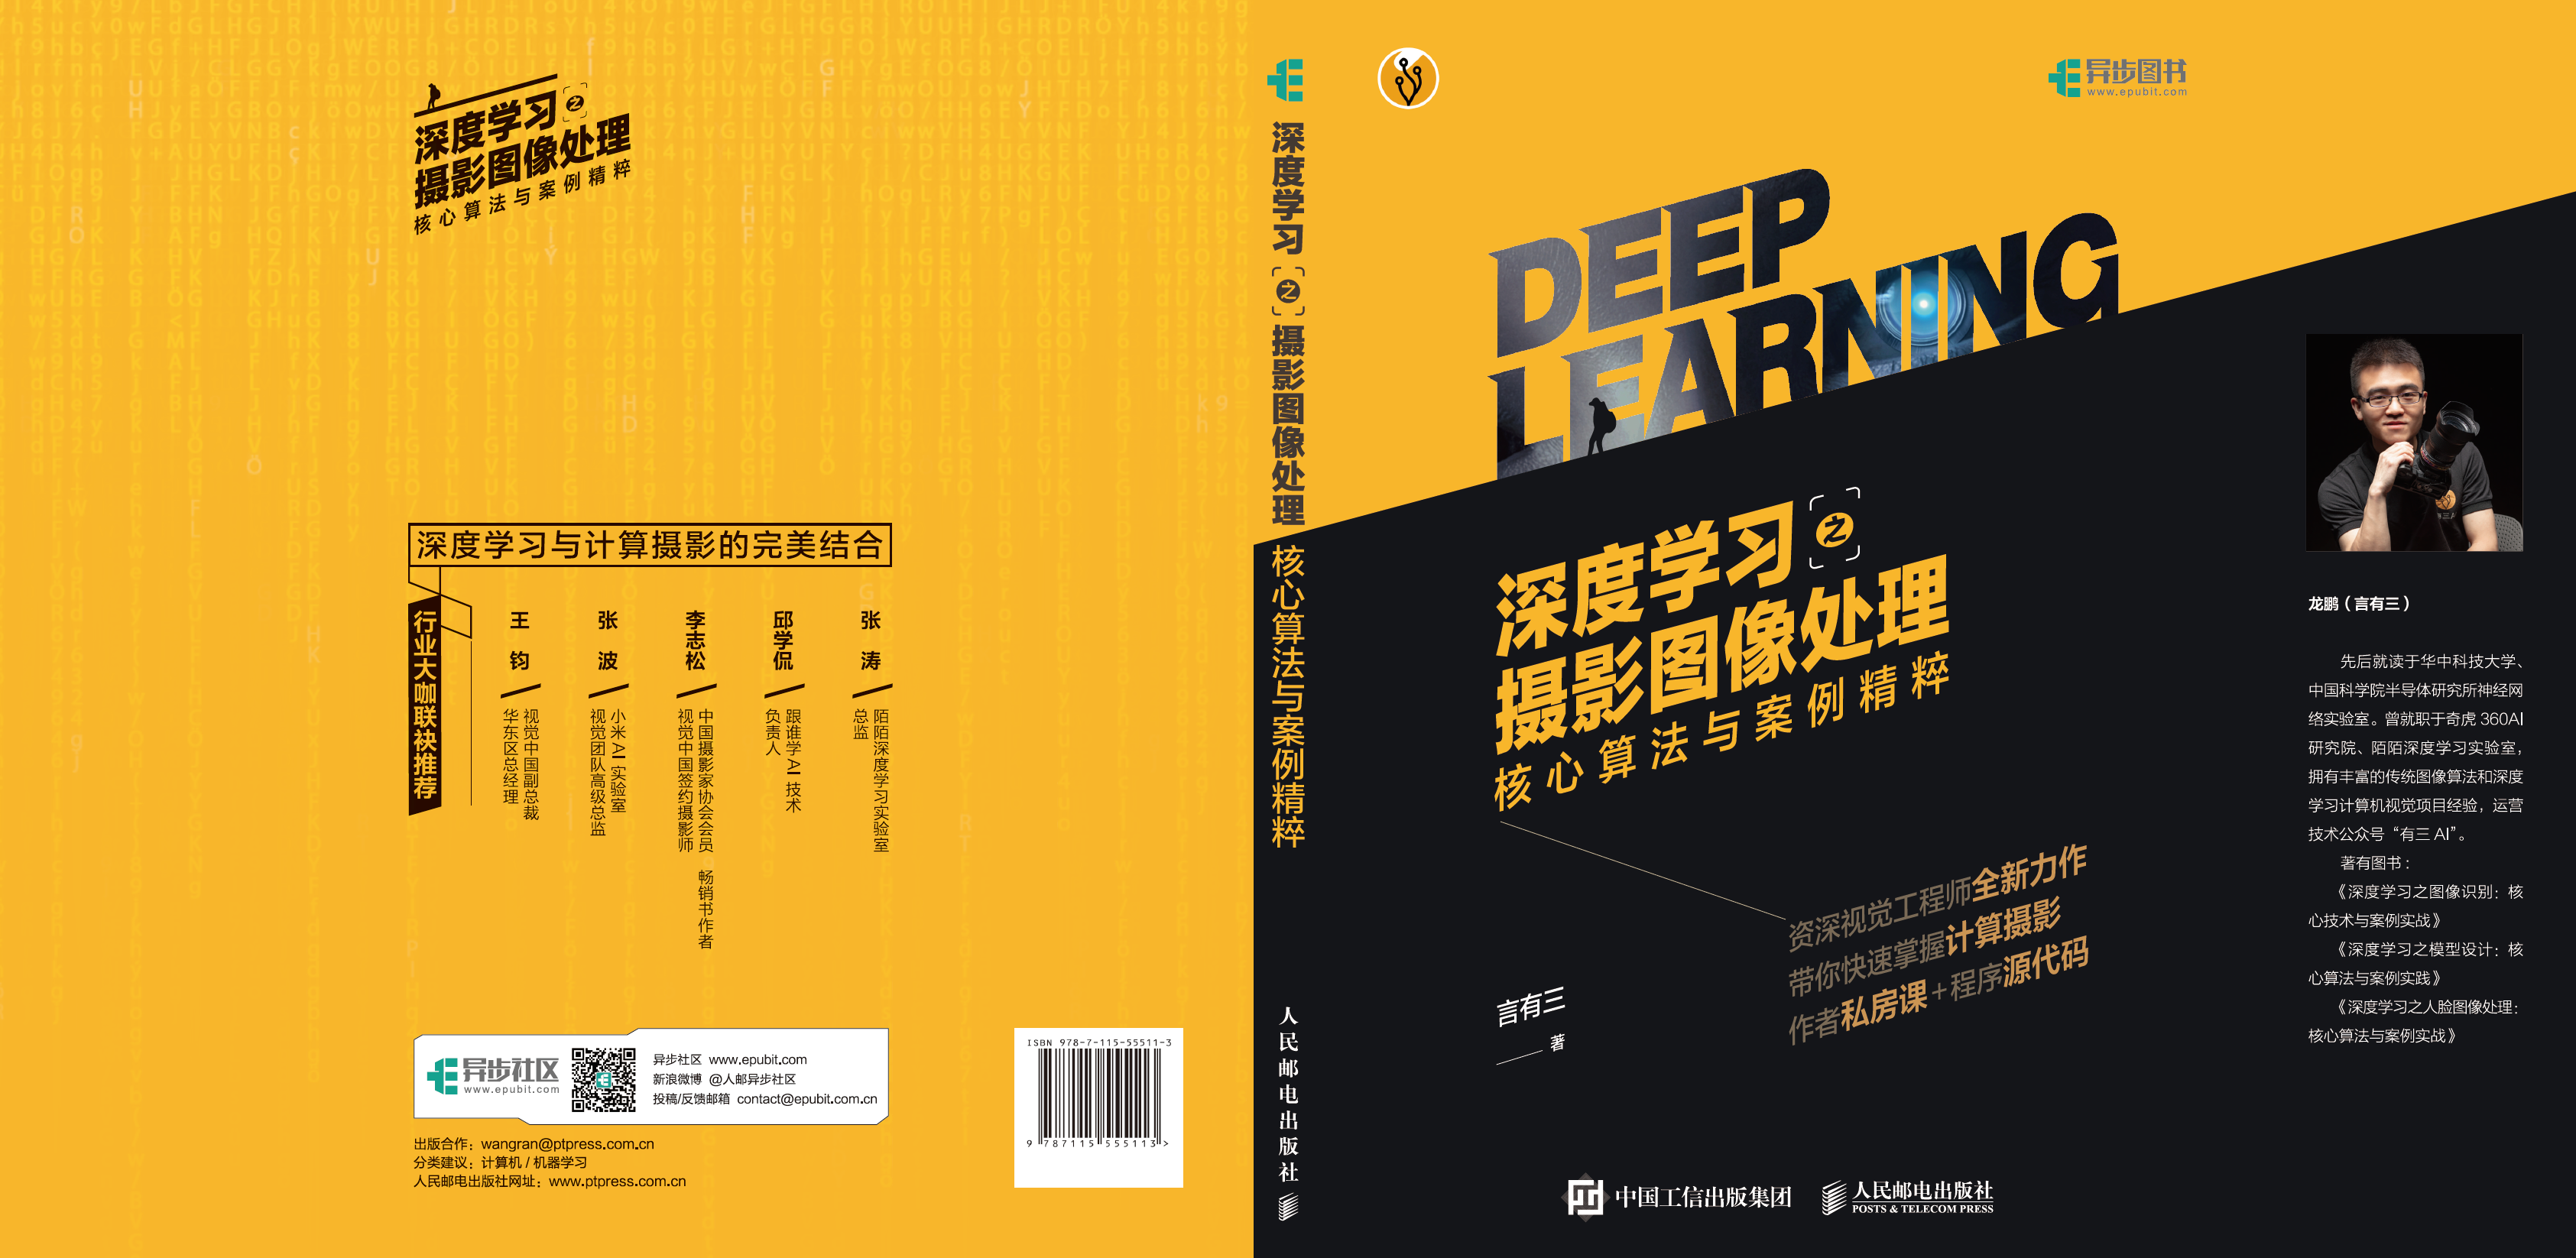 深度学习之
摄影图像处理
核心算法与案例精粹
深度学习与计算摄影的完美结合
行业大咖联袂推荐
王钧
视觉中国副总裁
华东区总经理
张波
小米AI实验室
视觉团队高级总监
李志松
中国摄影家协会会员 畅销书作者
视觉中国签约摄影师
邱学侃
跟谁学AI技术
负责人
张涛
陌陌深度学习实验室
总监
异步社区
www.epubit.com
异步社区 www.epubit.com
新浪微博 @人邮异步社区
投稿/反馈邮箱 contact@epubit.com.cn
出版合作：wangran@ptpress.com.cn
分类建议：计算机 / 机器学习
人民邮电出版社网址：www.ptpress.com.cn
ISBN 978-7-115-55511-3
9 787115 555113 >
深度学习之摄影图像处理 核心算法与案例精粹
人民邮电出版社
异步图书
www.epubit.com
DEEP
LEARNING
深度学习之
摄影图像处理
核心算法与案例精粹
资深视觉工程师全新力作
带你快速掌握计算摄影
作者私房课+程序源代码
言有三
著
中国工信出版集团
人民邮电出版社
POSTS & TELECOM PRESS
龙鹏（言有三）
先后就读于华中科技大学、
中国科学院半导体研究所神经网
络实验室。曾就职于奇虎 360AI
研究院、陌陌深度学习实验室，
拥有丰富的传统图像算法和深度
学习计算机视觉项目经验，运营
技术公众号“有三 AI”。
著有图书：
《深度学习之图像识别：核
心技术与案例实战》
《深度学习之模型设计：核
心算法与案例实践》
《深度学习之人脸图像处理：
核心算法与案例实战》